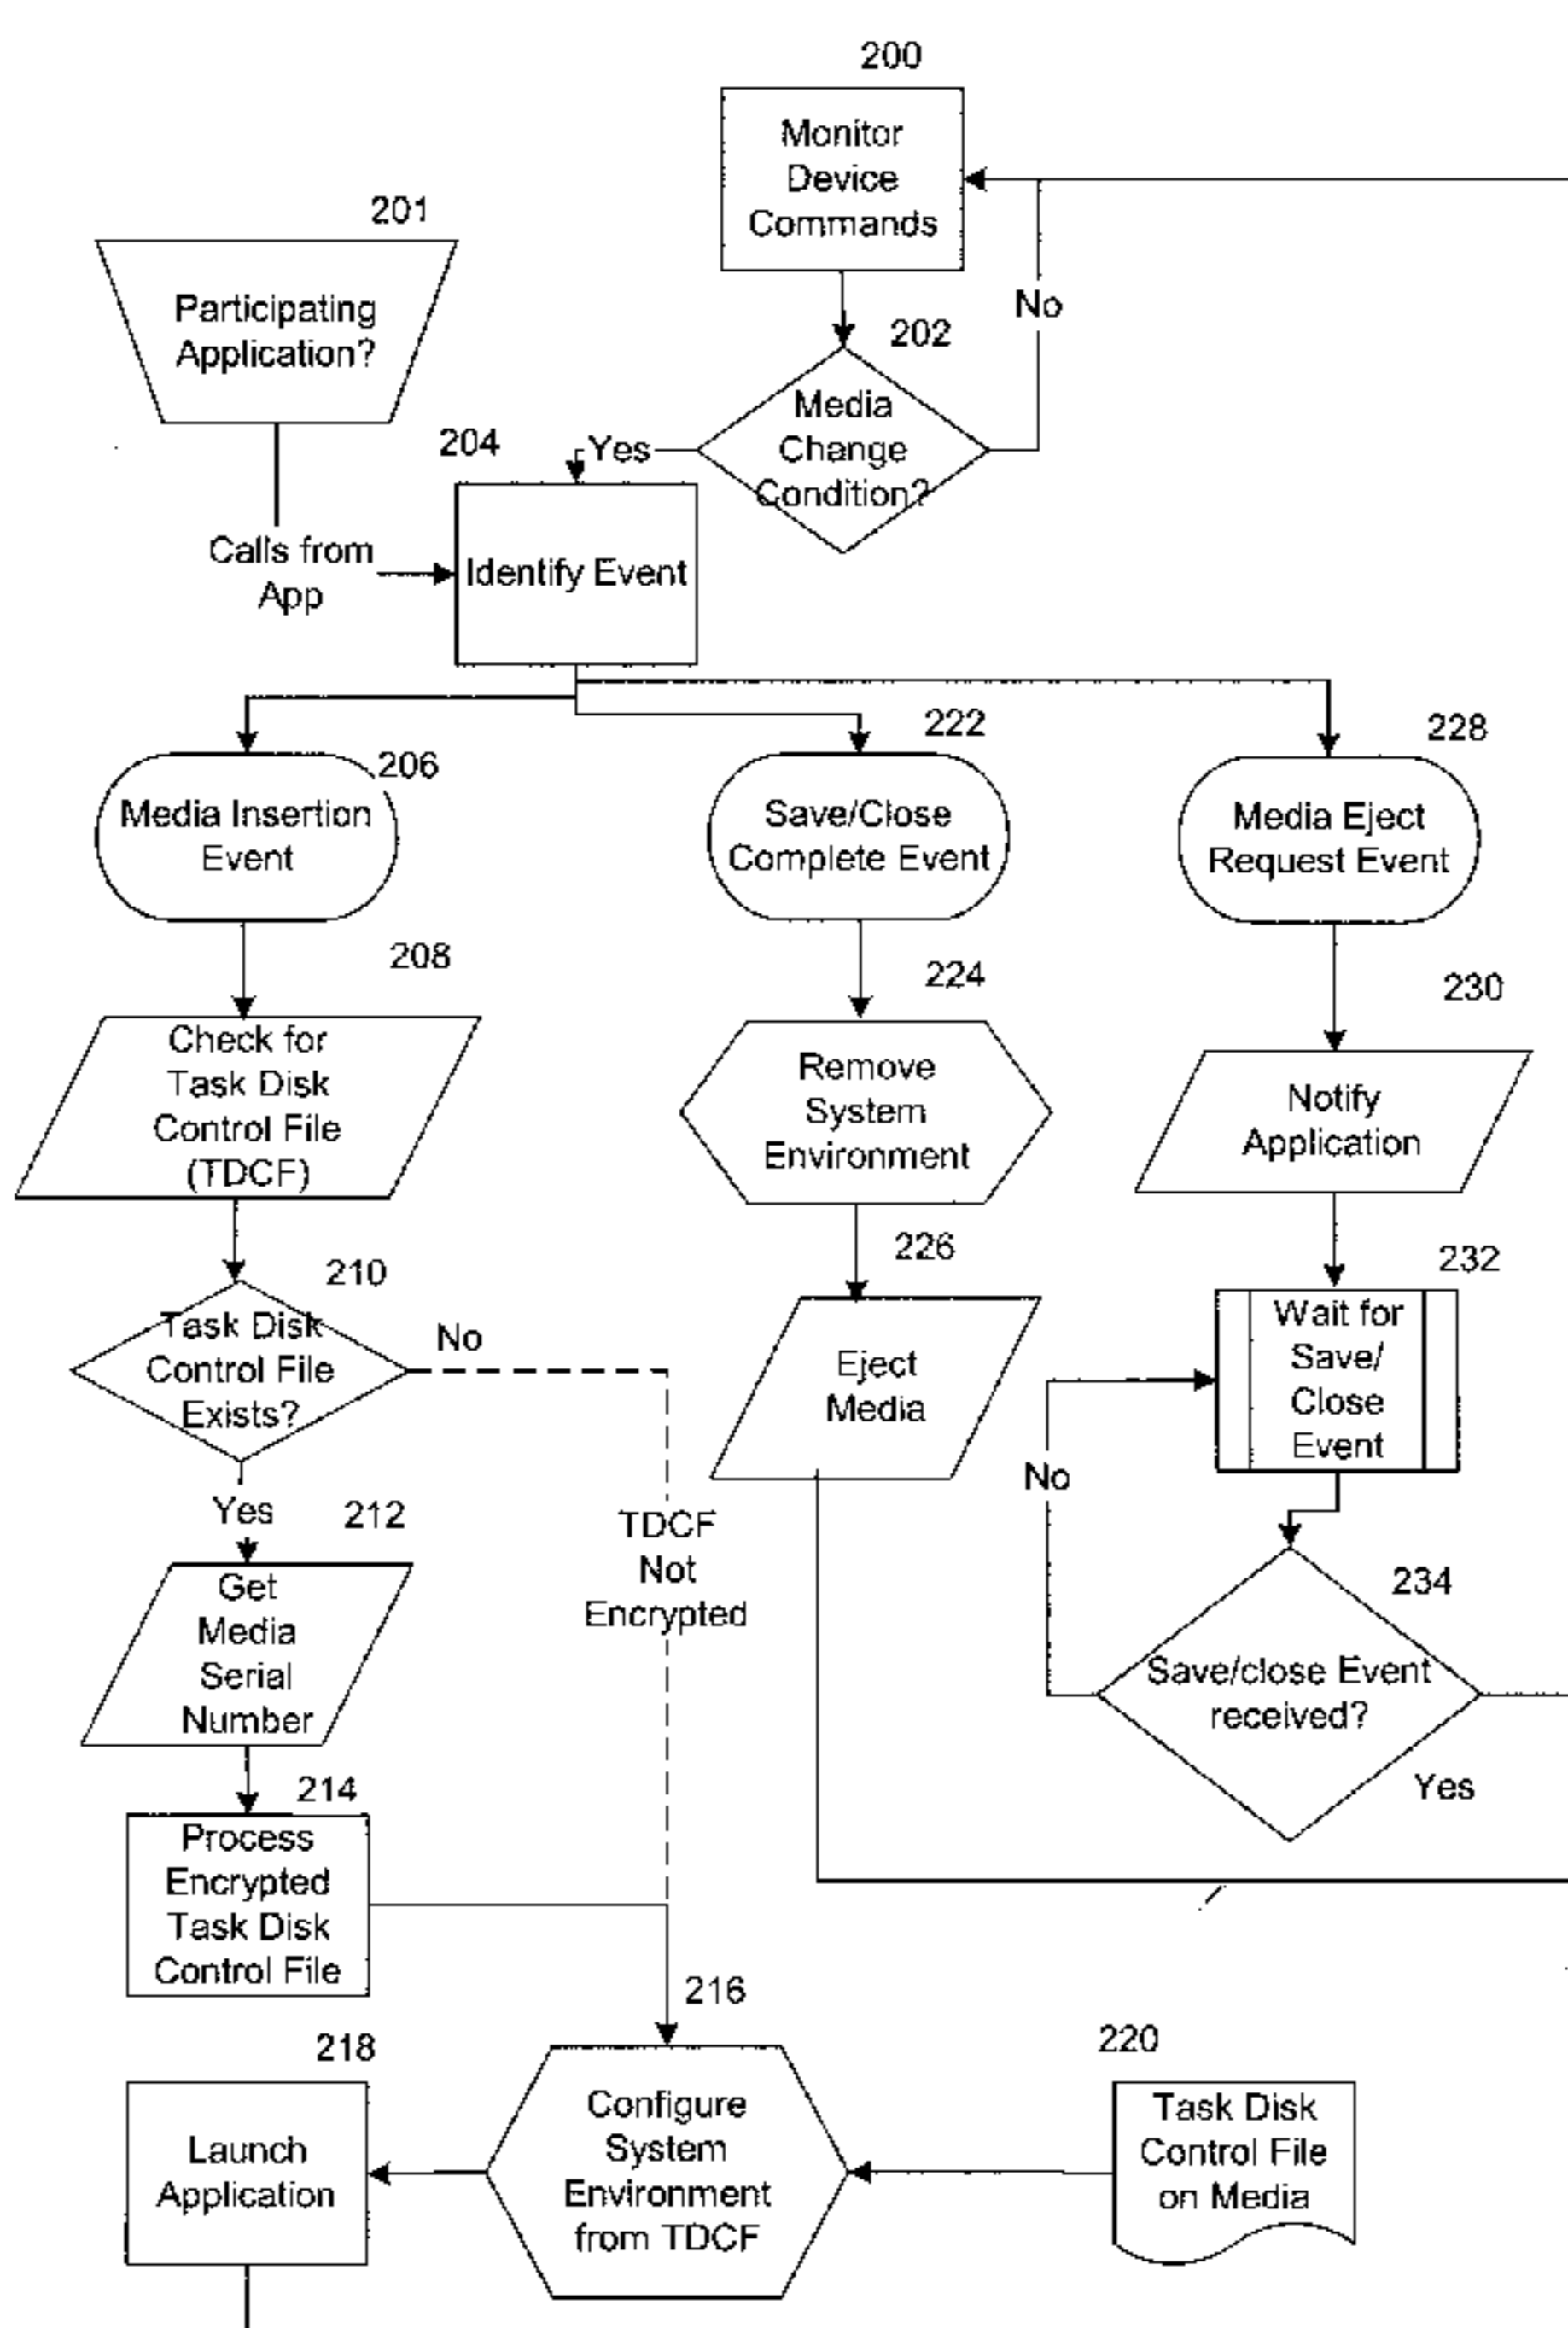 200
Monitor
Device
Commands
201
Participating
Application?
No
202
Media
Change
Condition?
Yes
204
Calls from
App
Identify Event
206
Media Insertion
Event
222
Save/Close
Complete Event
228
Media Eject
Request Event
208
Check for
Task Disk
Control File
(TDCF)
224
Remove
System
Environment
230
Notify
Application
210
Task Disk
Control File
Exists?
No
226
Eject
Media
232
Wait for
Save/
Close
Event
No
Yes
212
Get
Media
Serial
Number
TDCF
Not
Encrypted
234
Save/close Event
received?
Yes
214
Process
Encrypted
Task Disk
Control File
216
Configure
System
Environment
from TDCF
218
Launch
Application
220
Task Disk
Control File
on Media